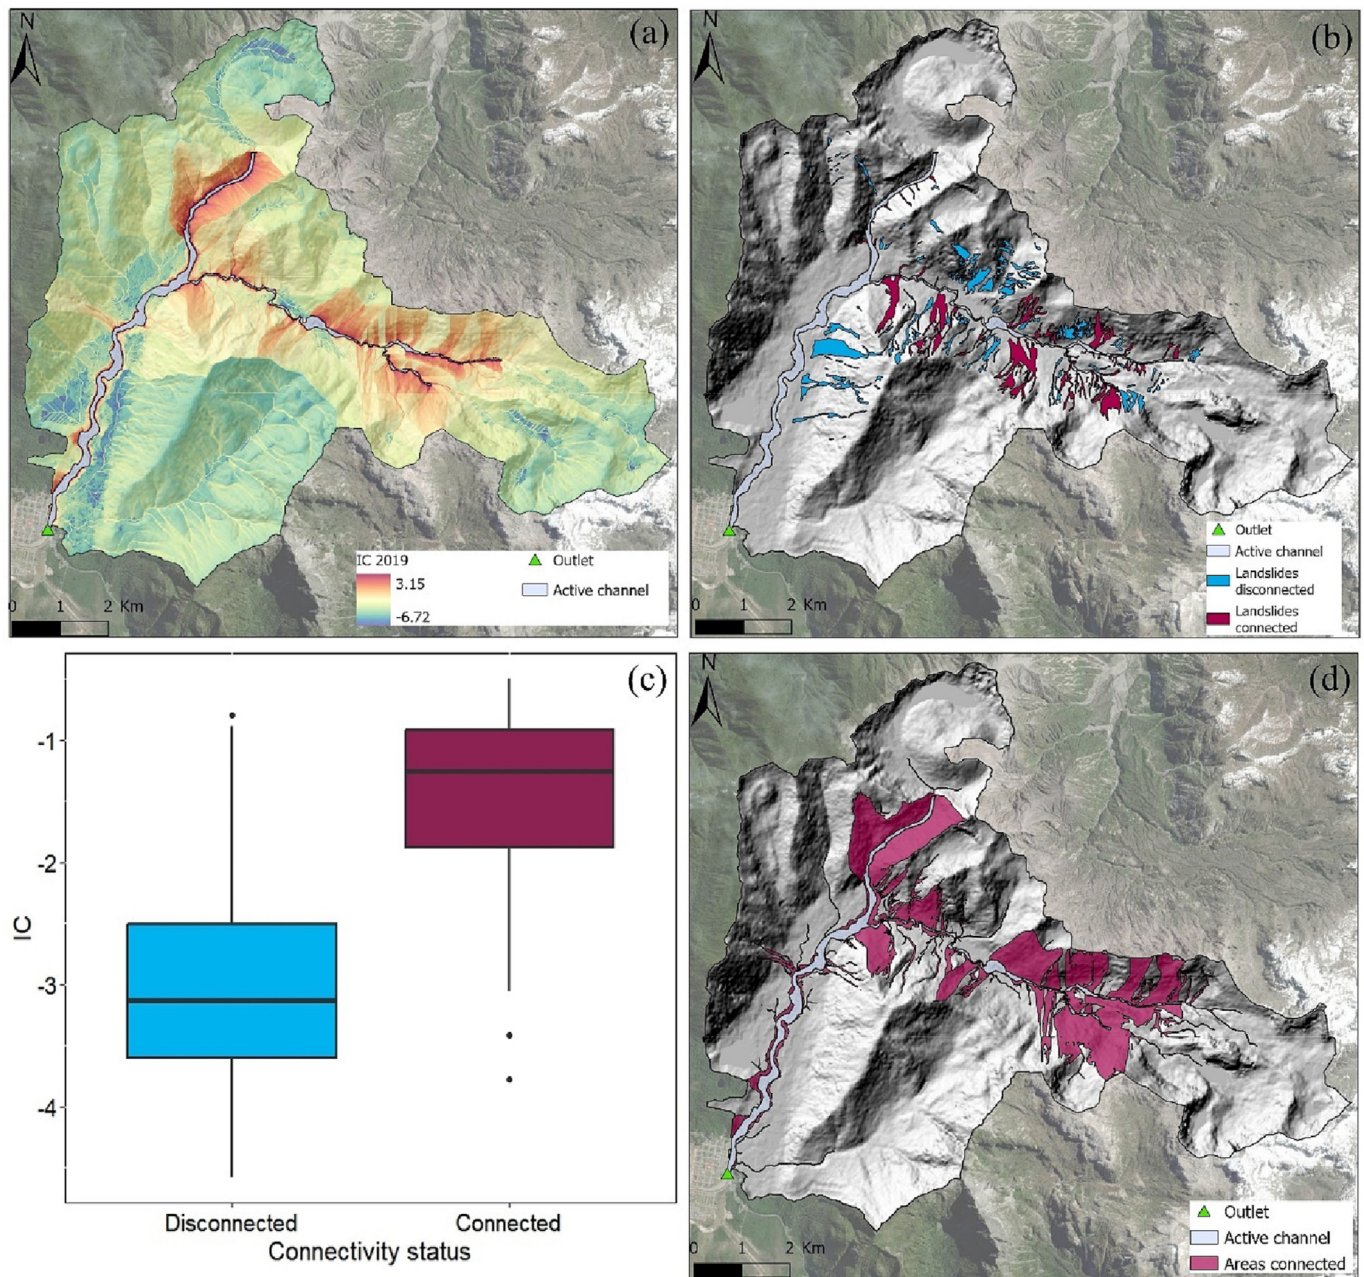 N
(a)
IC 2019
3.15
-6.72
Outlet
Active channel
0 1 2 Km
N
(b)
Outlet
Active channel
Landslides
disconnected
Landslides
connected
0 1 2 Km
(c)
-1
-2
-3
-4
IC
Disconnected
Connected
Connectivity status
N
(d)
Outlet
Active channel
Areas connected
0 1 2 Km